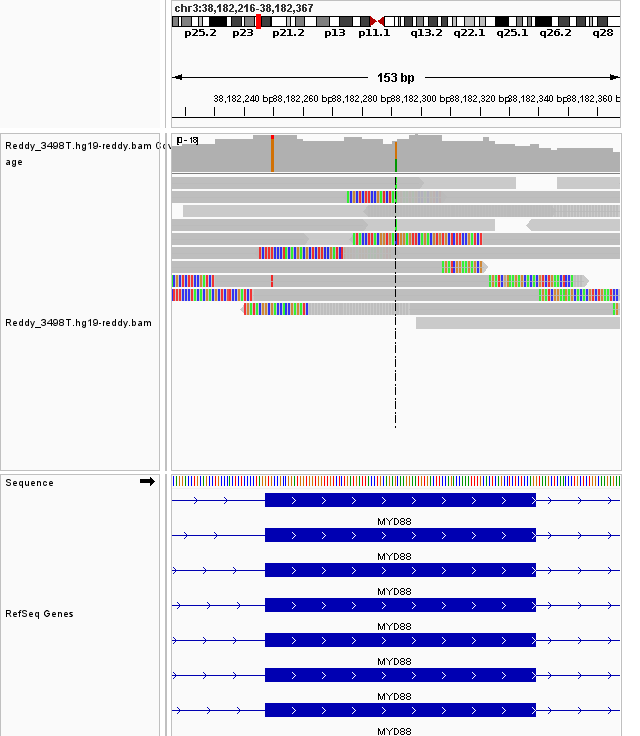 chr3:38,182,216-38,182,367
p25.2 p23 p21.2 p13 p11.1 q13.2 q22.1 q25.1 q26.2 q28
153 bp
38,182,240 bp 38,182,260 bp 38,182,280 bp 38,182,300 bp 38,182,320 bp 38,182,340 bp 38,182,360 bp
Reddy_3498T.hg19-reddy.bam Cov
age
[0 - 18]
Reddy_3498T.hg19-reddy.bam
Sequence
MYD88
MYD88
MYD88
MYD88
RefSeq Genes
MYD88
MYD88
MYD88